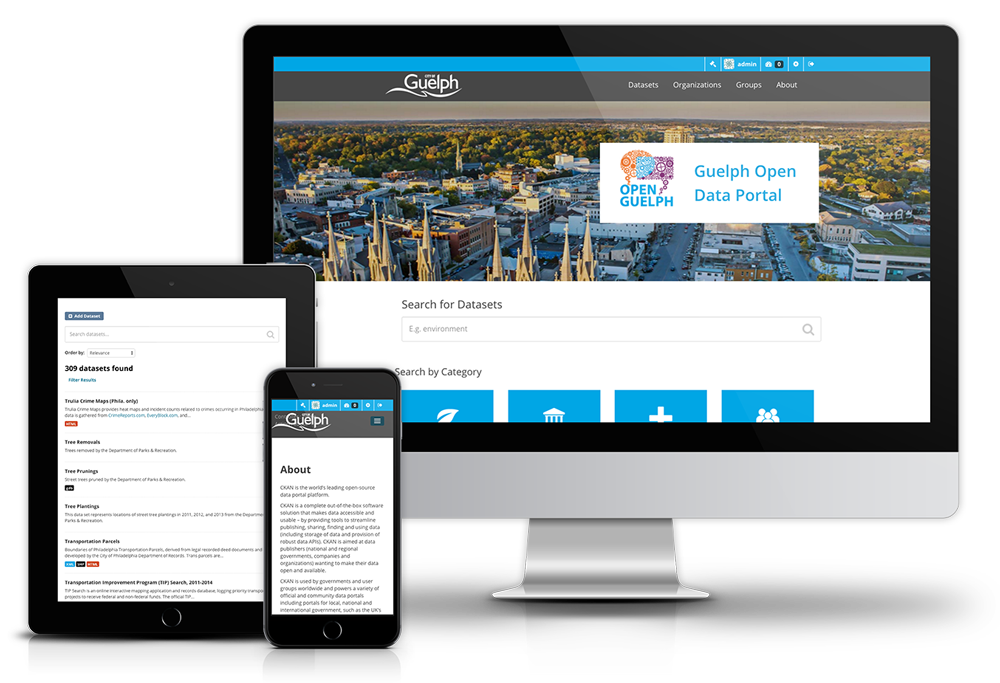 admin 0
CITY OF
Guelph
Datasets Organizations Groups About
OPEN
GUELPH
Guelph Open
Data Portal
Search for Datasets
E.g. environment
Search by Category
Add Dataset
Search datasets...
Order by: Relevance
309 datasets found
Filter Results
Trulia Crime Maps (Phila. only)
Trulia Crime Maps provides heat maps and incident counts related to crimes occurring in Philadelphia
data is gathered from CrimeReports.com, EveryBlock.com, and...
HTML
Tree Removals
Trees removed by the Department of Parks & Recreation.
Tree Prunings
Street trees pruned by the Department of Parks & Recreation.
Tree Plantings
This data set represents locations of street tree plantings in 2011, 2012, and 2013 from the Departmen
Parks & Recreation.
Transportation Parcels
Boundaries of Philadelphia Transportation Parcels, derived from legal recorded deed documents and
developed by the City of Philadelphia Department of Records. Trans parcels are...
SHP HTML
Transportation Improvement Program (TIP) Search, 2011-2014
TIP Search is an online interactive mapping application and records database, logging priority transpo
projects to receive federal and non-federal funds. The official TIP...
admin 0
Guelph
About
CKAN is the world's leading open-source
data portal platform.
CKAN is a complete out-of-the-box software
solution that makes data accessible and
usable – by providing tools to streamline
publishing, sharing, finding and using data
(including storage of data and provision of
robust data APIs). CKAN is aimed at data
publishers (national and regional
governments, companies and
organizations) wanting to make their data
open and available.
CKAN is used by governments and user
groups worldwide and powers a variety of
official and community data portals
including portals for local, national and
international government, such as the UK's